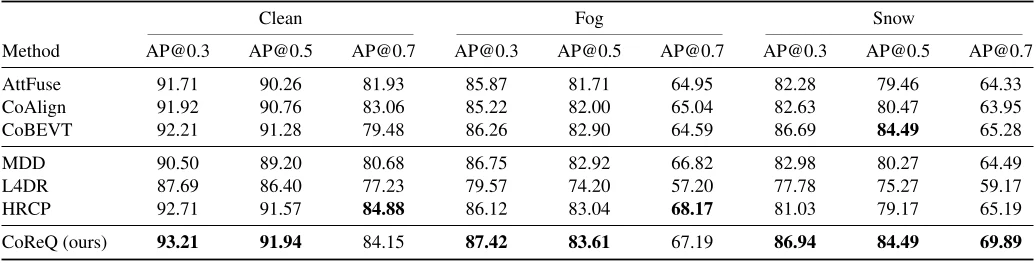 Clean Fog Snow
Method AP@0.3 AP@0.5 AP@0.7 AP@0.3 AP@0.5 AP@0.7 AP@0.3 AP@0.5 AP@0.7
AttFuse 91.71 90.26 81.93 85.87 81.71 64.95 82.28 79.46 64.33
CoAlign 91.92 90.76 83.06 85.22 82.00 65.04 82.63 80.47 63.95
CoBEVT 92.21 91.28 79.48 86.26 82.90 64.59 86.69 84.49 65.28
MDD 90.50 89.20 80.68 86.75 82.92 66.82 82.98 80.27 64.49
L4DR 87.69 86.40 77.23 79.57 74.20 57.20 77.78 75.27 59.17
HRCP 92.71 91.57 84.88 86.12 83.04 68.17 81.03 79.17 65.19
CoReQ (ours) 93.21 91.94 84.15 87.42 83.61 67.19 86.94 84.49 69.89